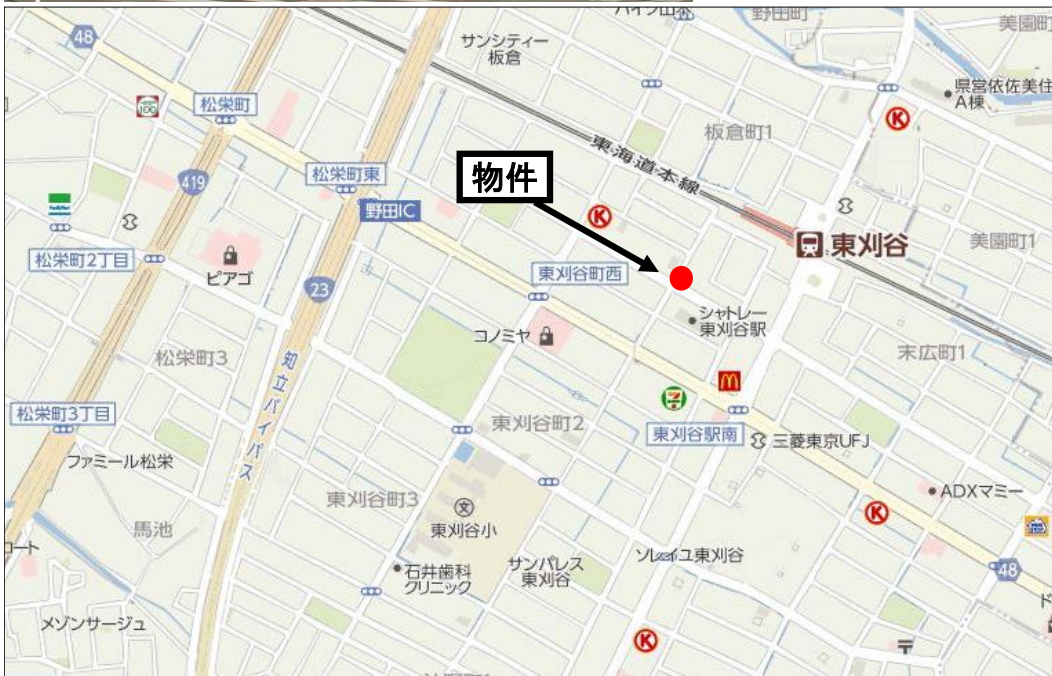 野田町
美園町
48
サンシティー
板倉
県営依佐美住
A棟
100
松栄町
K
板倉町1
東海道本線
物件
松栄町東
419
野田IC
FamilyMart
K
東刈谷
美園町1
松栄町2丁目
ピアゴ
東刈谷町西
23
シャトレー
東刈谷駅
コノミヤ
末広町1
松栄町3
知立バイパス
M
7
松栄町3丁目
東刈谷町2
東刈谷駅南
三菱東京UFJ
ファミール松栄
東刈谷町3
文
ADXマミー
K
馬池
東刈谷小
コート
サンパレス
東刈谷
ソレイユ東刈谷
石井歯科
クリニック
48
ド
メゾンサージュ
K
〒